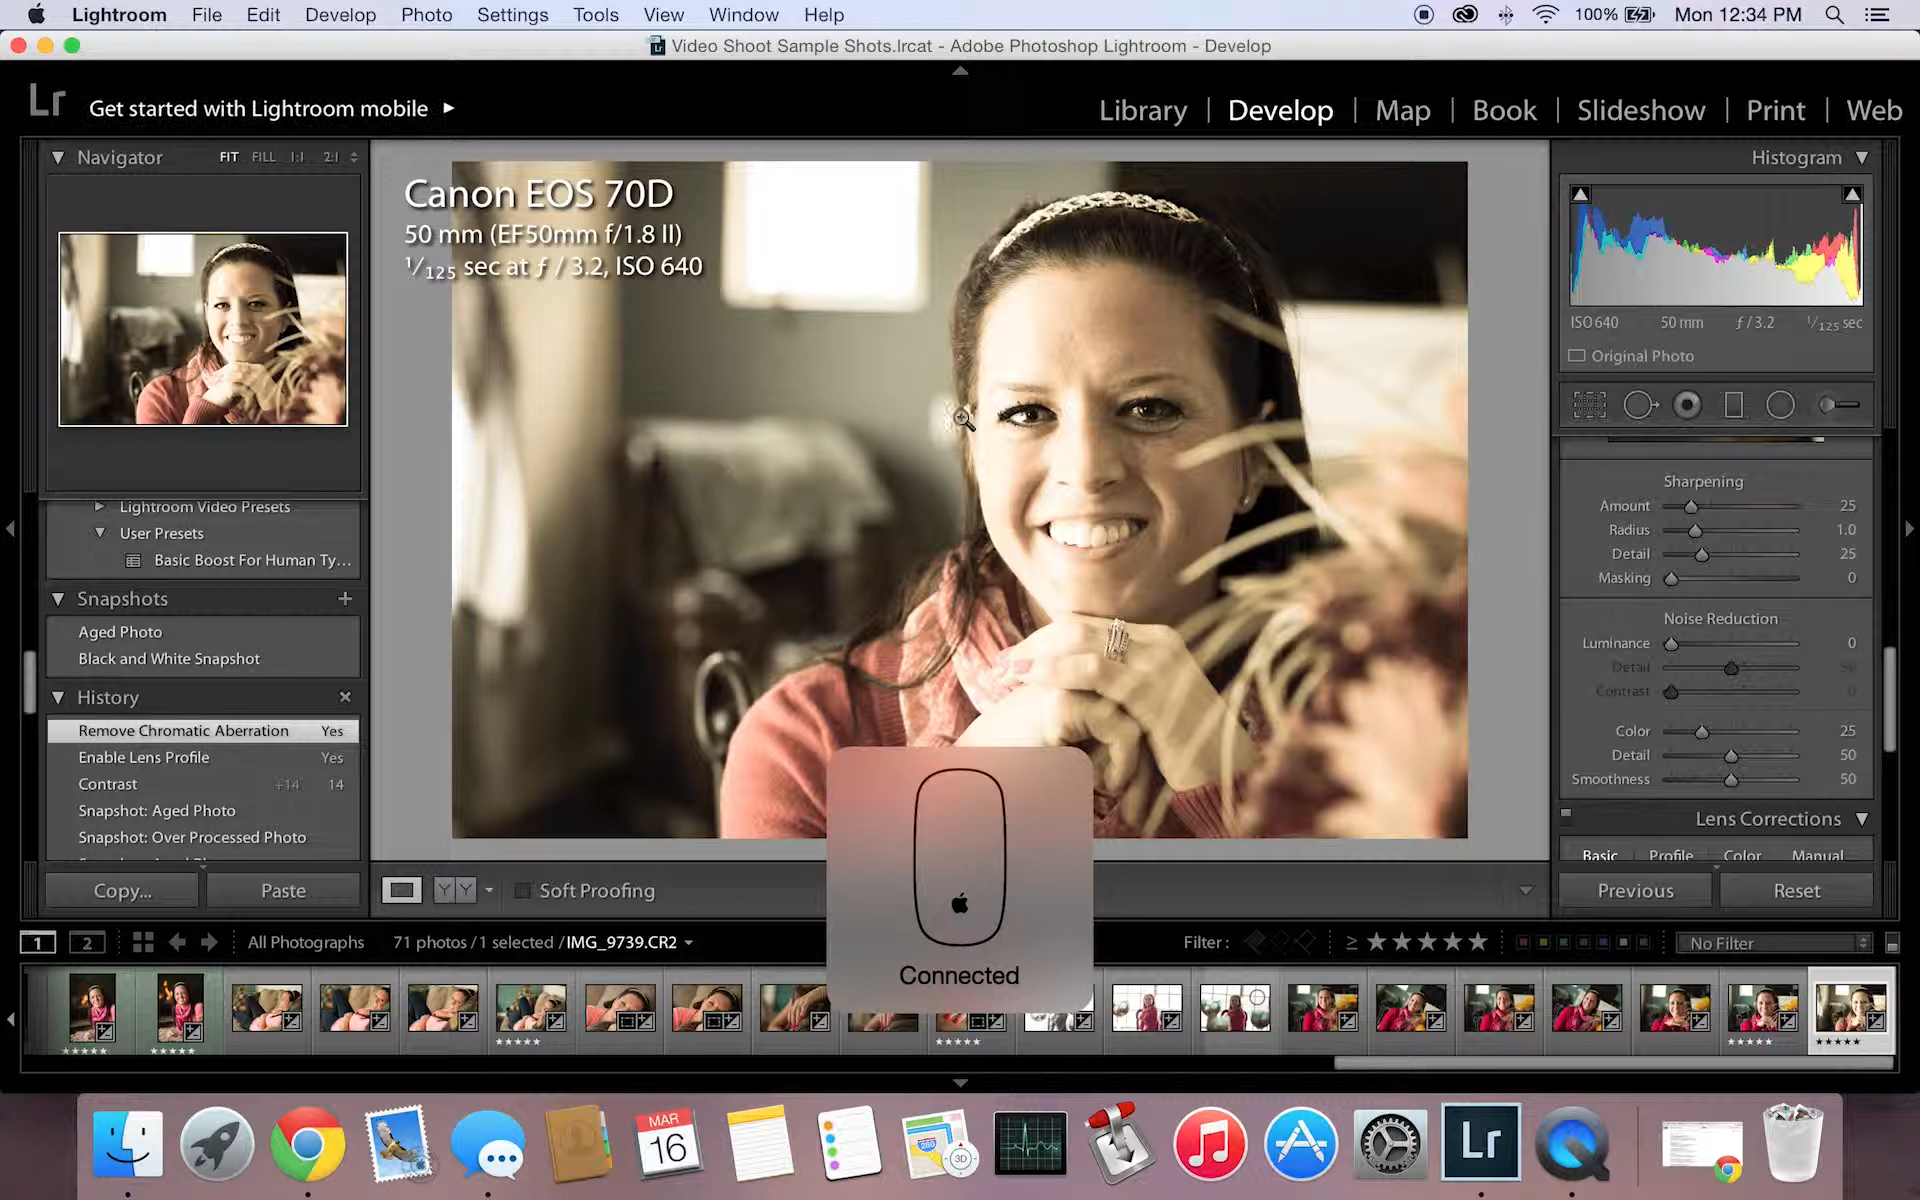 Lightroom File Edit Develop Photo Settings Tools View Window Help 100% Mon 12:34 PM
Lr Video Shoot Sample Shots.lrcat - Adobe Photoshop Lightroom - Develop
Lr Get started with Lightroom mobile
Library | Develop | Map | Book | Slideshow | Print | Web
Navigator FIT FILL 1:1 2:1
Lightroom Video Presets
User Presets
Basic Boost For Human Ty...
Snapshots +
Aged Photo
Black and White Snapshot
History ×
Remove Chromatic Aberration Yes
Enable Lens Profile Yes
Contrast +14 14
Snapshot: Aged Photo
Snapshot: Over Processed Photo
Copy... Paste
Canon EOS 70D
50 mm (EF50mm f/1.8 II)
1/125 sec at ƒ / 3.2, ISO 640
Y Y Soft Proofing
Connected
Histogram
ISO 640 50 mm ƒ / 3.2 1/125 sec
Original Photo
Sharpening
Amount 25
Radius 1.0
Detail 25
Masking 0
Noise Reduction
Luminance 0
Detail 50
Contrast 0
Color 25
Detail 50
Smoothness 50
Lens Corrections
Basic Profile Color Manual
Previous Reset
1 2 All Photographs 71 photos / 1 selected / IMG_9739.CR2 Filter : ≥ ★ ★ ★ ★ ★ No Filter
MAR
16
280
3D
Lr